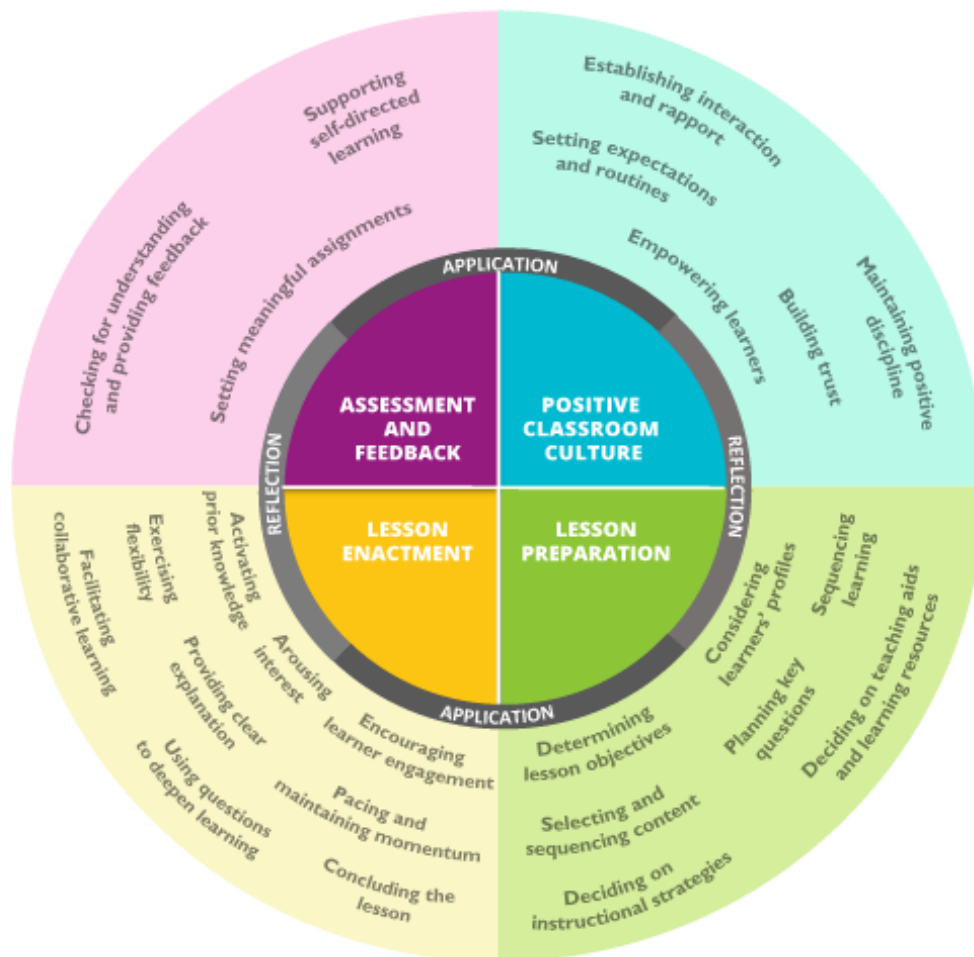 Supporting
self-directed
learning
Checking for understanding
and providing feedback
Setting meaningful assignments
Establishing interaction
and rapport
Setting expectations
and routines
Empowering learners
Building trust
Maintaining positive
discipline
APPLICATION
REFLECTION
REFLECTION
APPLICATION
ASSESSMENT
AND
FEEDBACK
POSITIVE
CLASSROOM
CULTURE
LESSON
ENACTMENT
LESSON
PREPARATION
Activating
prior knowledge
Exercising
flexibility
Facilitating
collaborative learning
Arousing
interest
Providing clear
explanation
Encouraging
learner engagement
Using questions
to deepen learning
Pacing and
maintaining momentum
Concluding the
lesson
Considering
learners' profiles
Sequencing
learning
Determining
lesson objectives
Planning key
questions
Deciding on teaching aids
and learning resources
Selecting and
sequencing content
Deciding on
instructional strategies